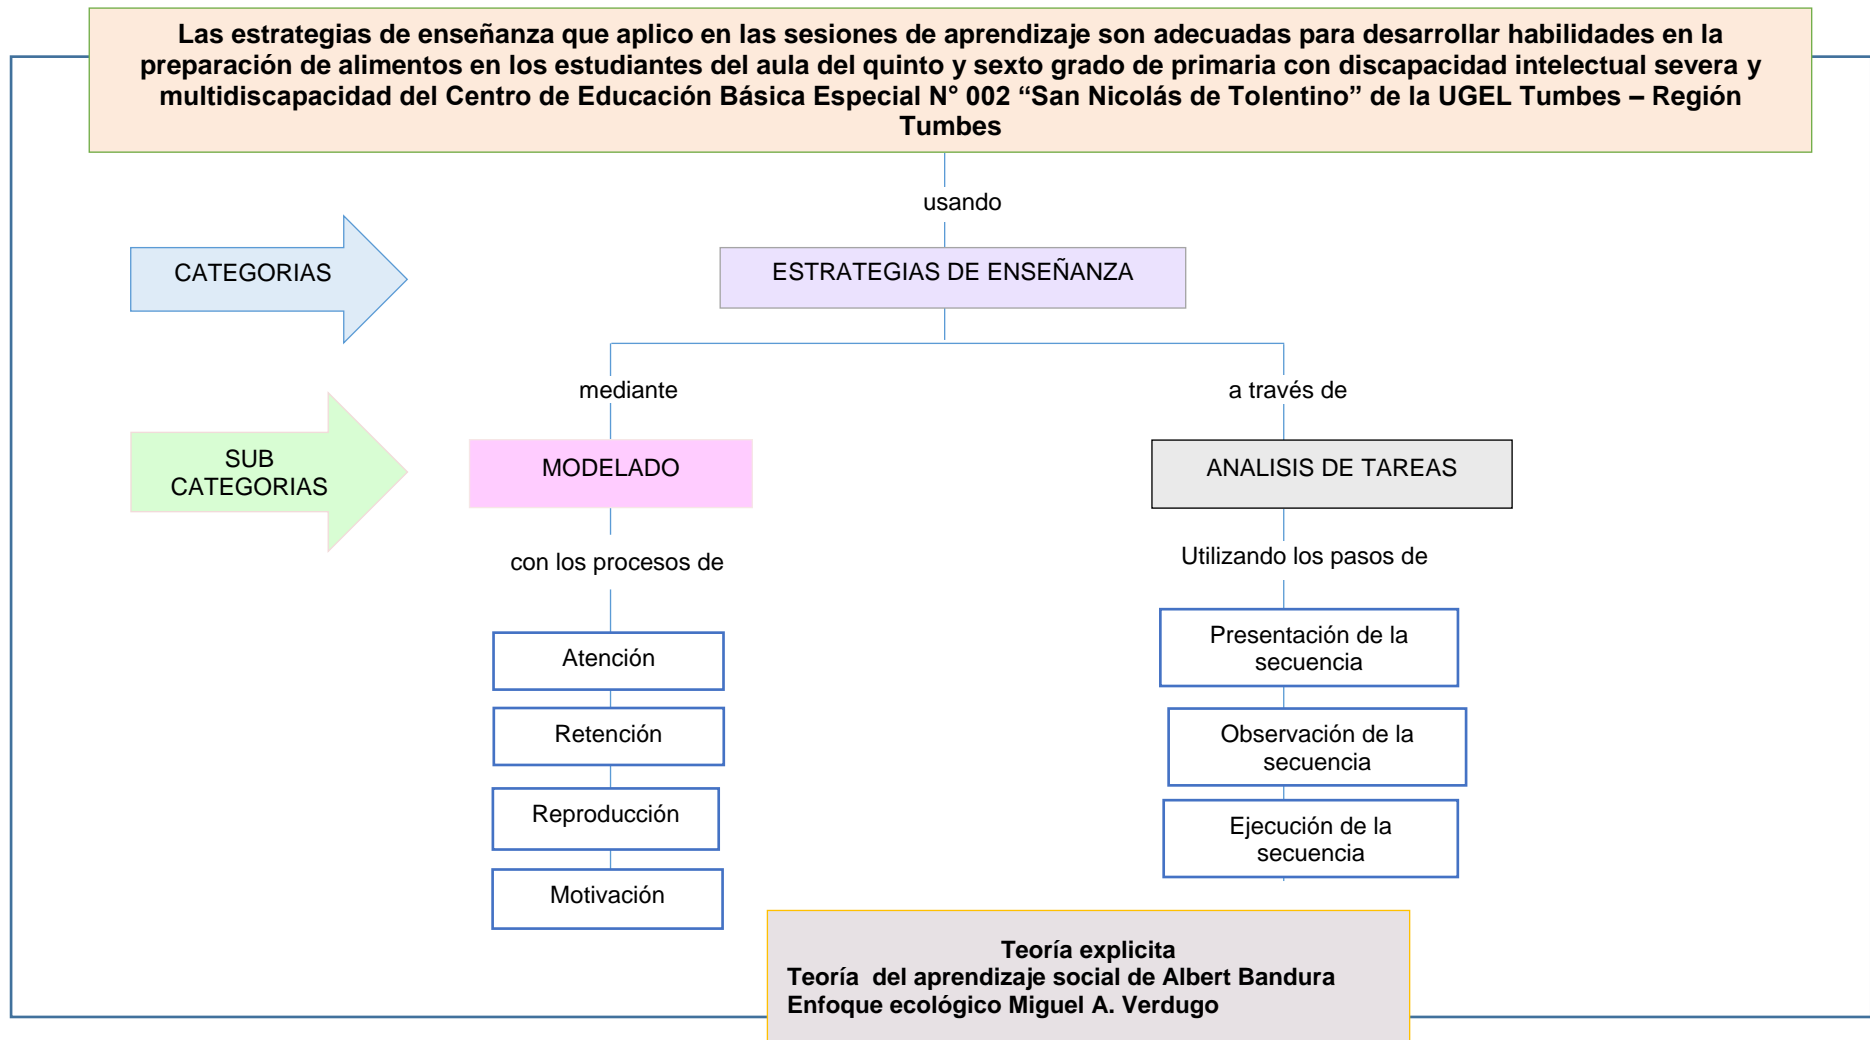 Las estrategias de enseñanza que aplico en las sesiones de aprendizaje son adecuadas para desarrollar habilidades en la
preparación de alimentos en los estudiantes del aula del quinto y sexto grado de primaria con discapacidad intelectual severa y
multidiscapacidad del Centro de Educación Básica Especial N° 002 “San Nicolás de Tolentino” de la UGEL Tumbes – Región
Tumbes
usando
CATEGORIAS
ESTRATEGIAS DE ENSEÑANZA
mediante
a través de
SUB
CATEGORIAS
MODELADO
ANALISIS DE TAREAS
con los procesos de
Utilizando los pasos de
Atención
Retención
Reproducción
Motivación
Presentación de la
secuencia
Observación de la
secuencia
Ejecución de la
secuencia
Teoría explicita
Teoría del aprendizaje social de Albert Bandura
Enfoque ecológico Miguel A. Verdugo